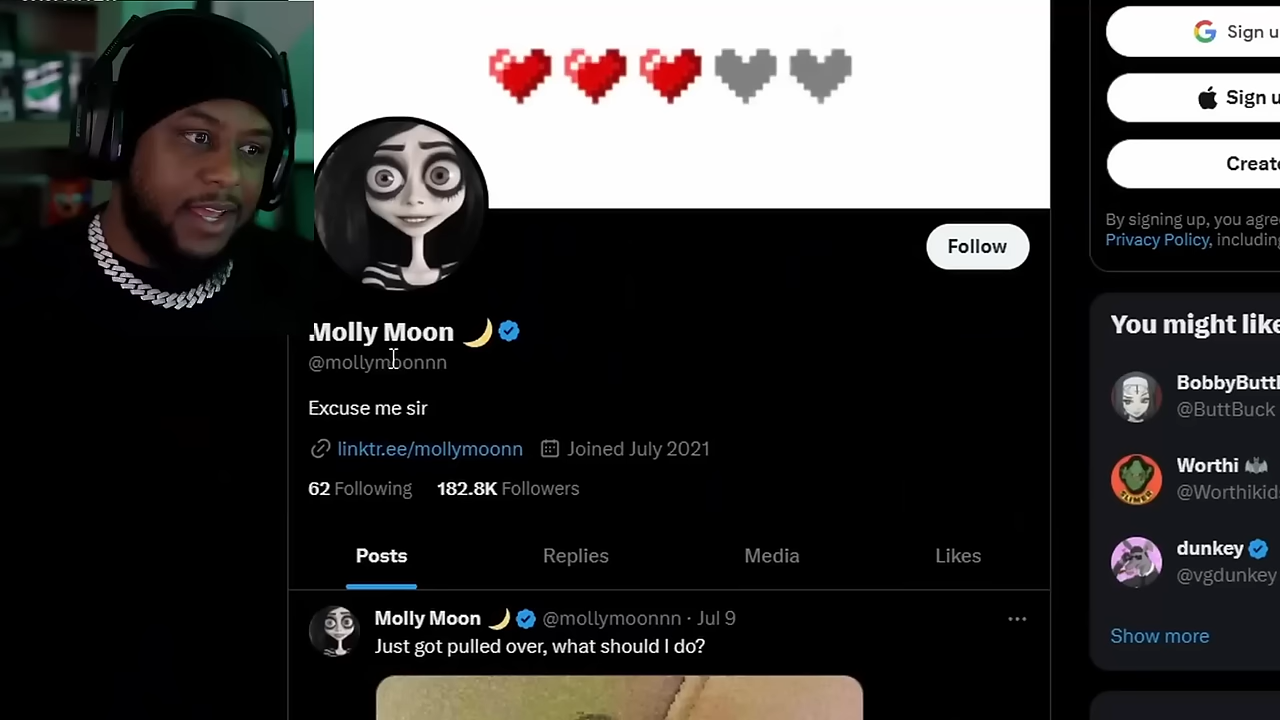 Sign u
Sign u
Create
By signing up, you agre
Privacy Policy, including
Follow
Molly Moon
@mollymoonnn
Excuse me sir
linktr.ee/mollymoonn Joined July 2021
62 Following 182.8K Followers
Posts Replies Media Likes
Molly Moon @mollymoonnn · Jul 9
Just got pulled over, what should I do?
You might like
BobbyButt
@ButtBuck
Worthi
@Worthikid
dunkey
@vgdunkey
Show more